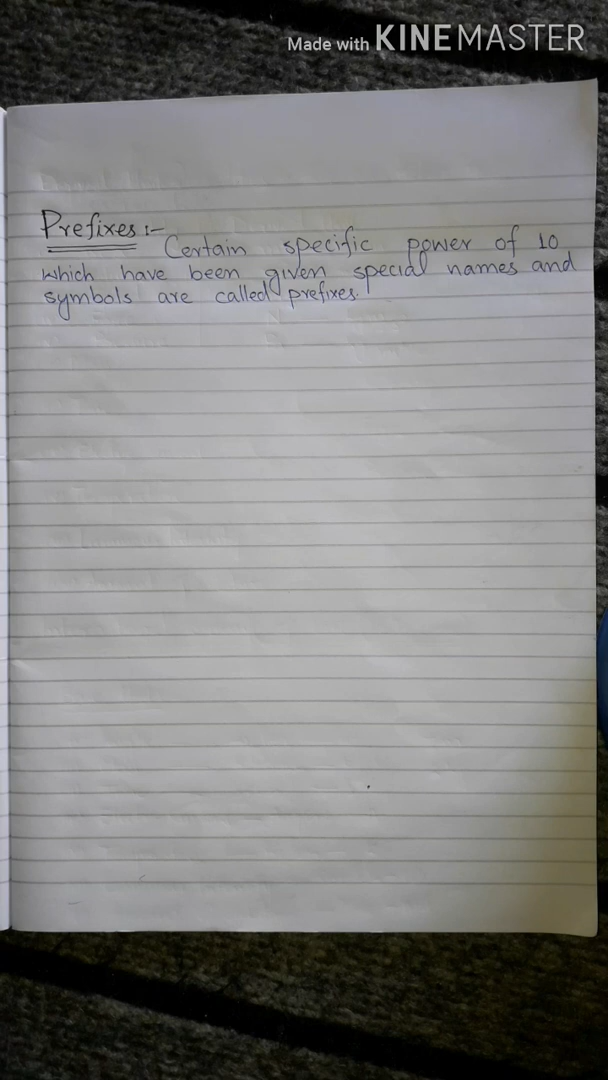 Made with KINEMASTER
Prefixes :-
Certain specific power of 10
which have been given special names and
symbols are called prefixes.